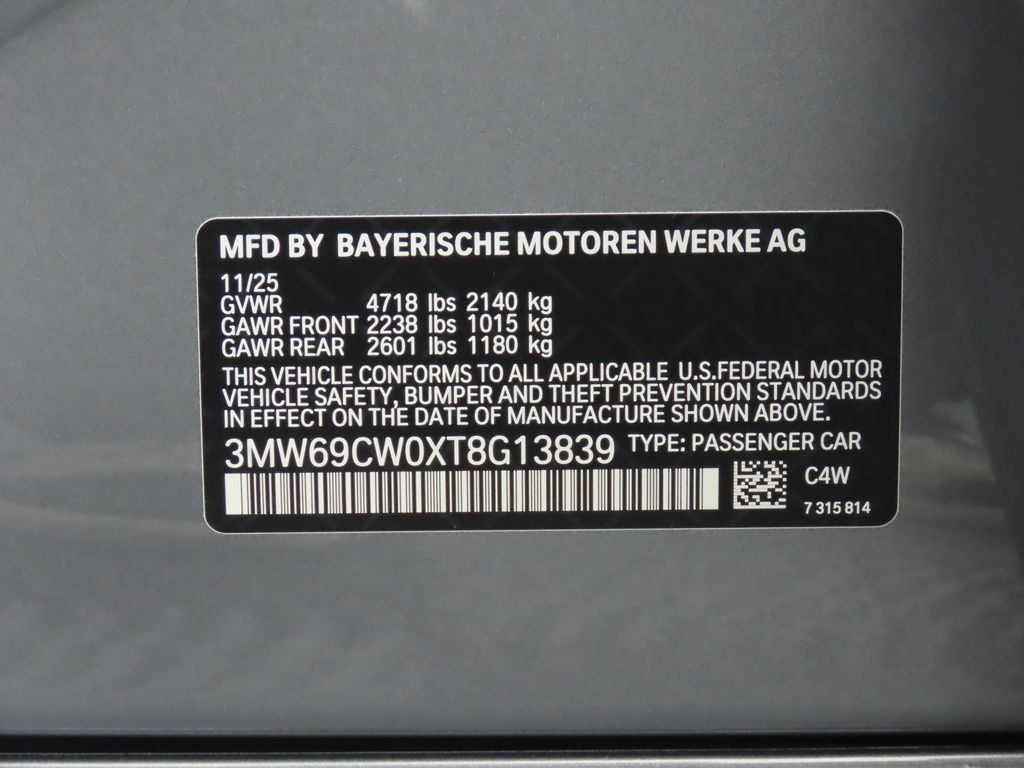 MFD BY BAYERISCHE MOTOREN WERKE AG
11/25
GVWR 4718 lbs 2140 kg
GAWR FRONT 2238 lbs 1015 kg
GAWR REAR 2601 lbs 1180 kg
THIS VEHICLE CONFORMS TO ALL APPLICABLE U.S.FEDERAL MOTOR
VEHICLE SAFETY, BUMPER AND THEFT PREVENTION STANDARDS
IN EFFECT ON THE DATE OF MANUFACTURE SHOWN ABOVE.
3MW69CW0XT8G13839 TYPE: PASSENGER CAR
C4W
7 315 814